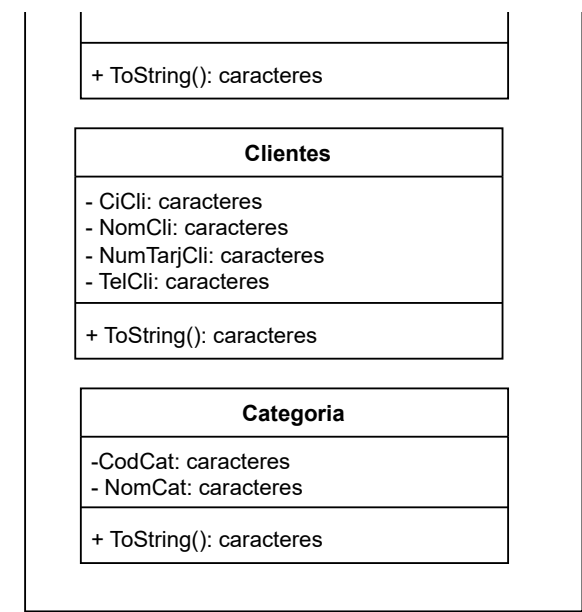 + ToString(): caracteres
Clientes
- CiCli: caracteres
- NomCli: caracteres
- NumTarjCli: caracteres
- TelCli: caracteres
+ ToString(): caracteres
Categoria
-CodCat: caracteres
- NomCat: caracteres
+ ToString(): caracteres